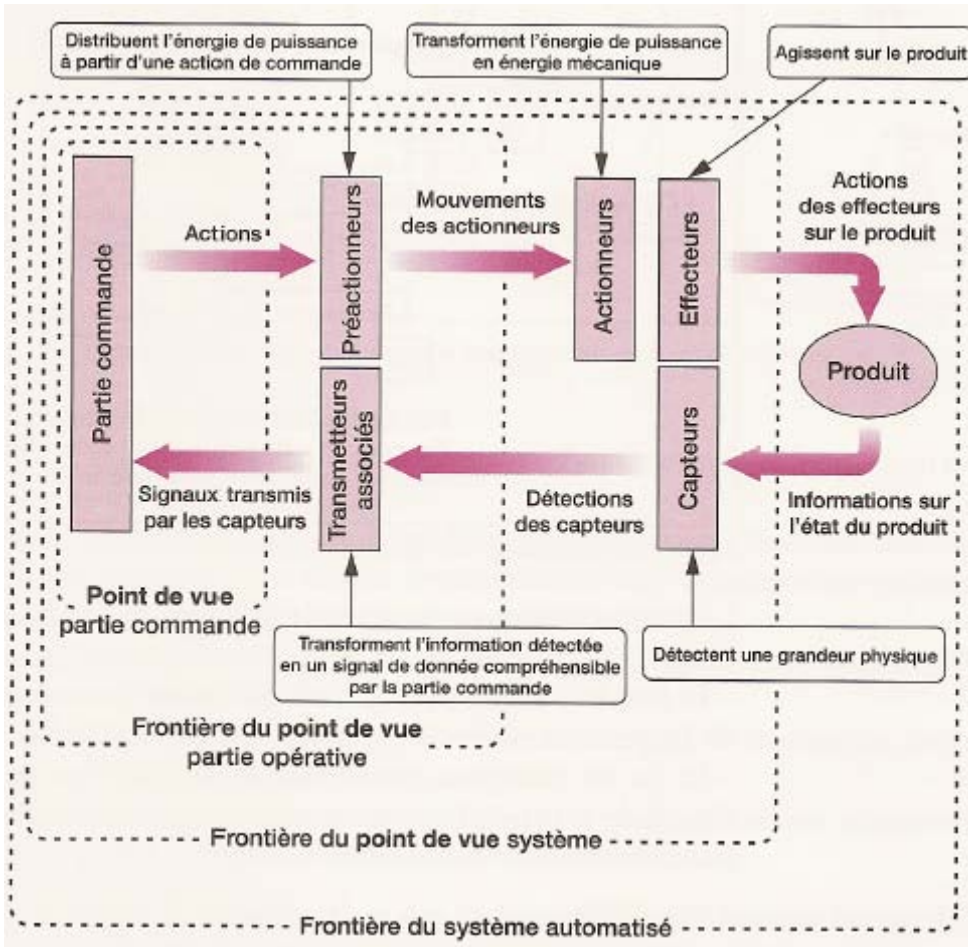 Distribuent l'énergie de puissance
à partir d'une action de commande
Transforment l'énergie de puissance
en énergie mécanique
Agissent sur le produit
Partie commande
Actions
Préactionneurs
Mouvements
des actionneurs
Actionneurs
Effecteurs
Actions
des effecteurs
sur le produit
Produit
Signaux transmis
par les capteurs
Transmetteurs
associés
Détections
des capteurs
Capteurs
Informations sur
l'état du produit
Point de vue
partie commande
Transforment l'information détectée
en un signal de donnée compréhensible
par la partie commande
Détectent une grandeur physique
Frontière du point de vue
partie opérative
Frontière du point de vue système
Frontière du système automatisé